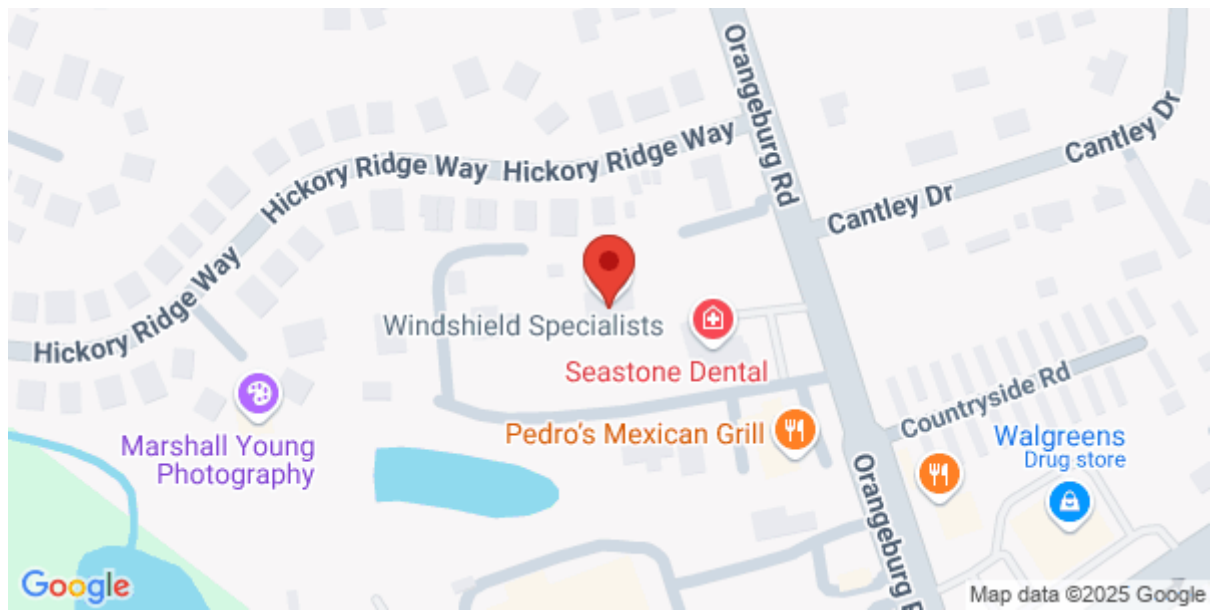 Orangeburg Rd
Hickory Ridge Way
Hickory Ridge Way
Cantley Dr
Cantley Dr
Hickory Ridge Way
Windshield Specialists
Seastone Dental
Countryside Rd
Pedro's Mexican Grill
Marshall Young
Photography
Walgreens
Drug store
Orangeburg R
Google
Map data ©2025 Google